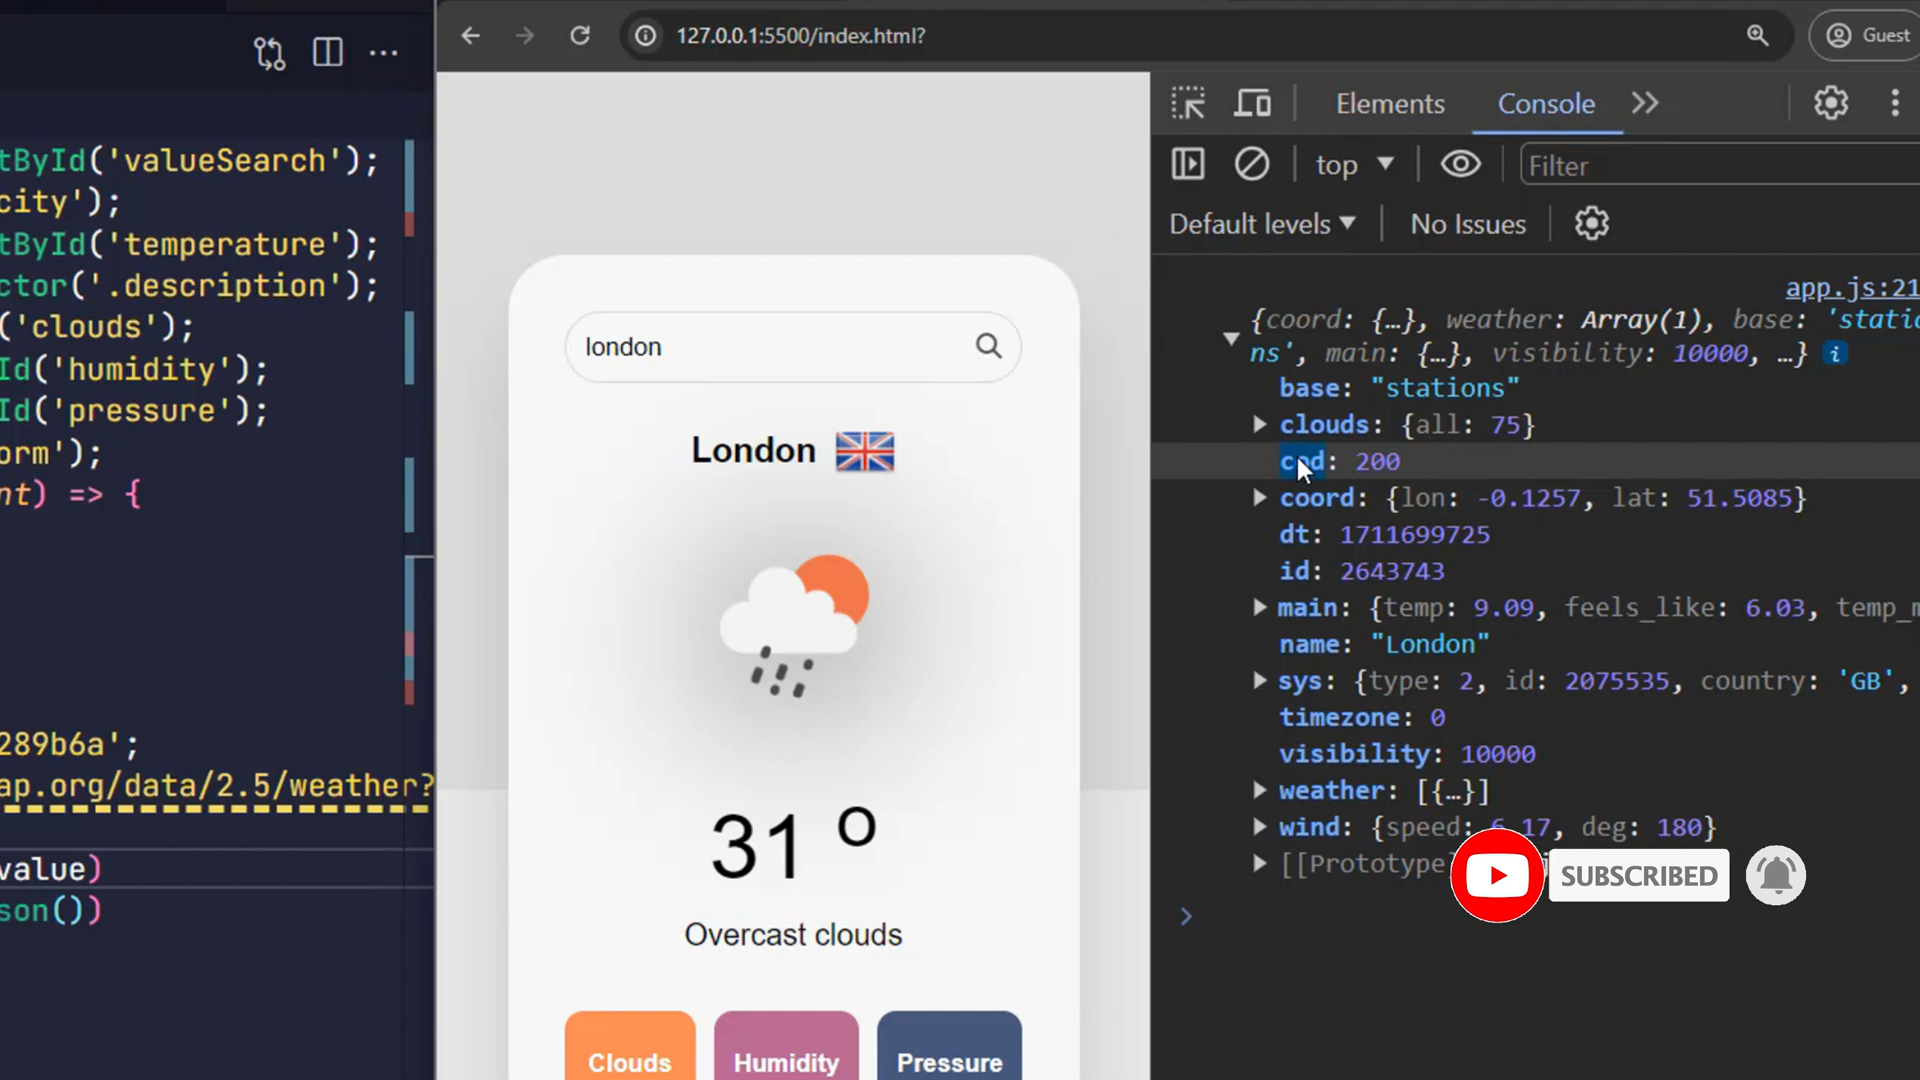 tById('valueSearch');
city');
tById('temperature');
ctor('.description');
('clouds');
Id('humidity');
Id('pressure');
orm');
nt) => {
289b6a';
ap.org/data/2.5/weather?
value)
son())
127.0.0.1:5500/index.html?
Guest
london
London
31 °
Overcast clouds
Clouds
Humidity
Pressure
Elements
Console
top
Filter
Default levels
No Issues
app.js:21
{coord: {…}, weather: Array(1), base: 'statio
ns', main: {…}, visibility: 10000, …} i
base: "stations"
clouds: {all: 75}
cod: 200
coord: {lon: -0.1257, lat: 51.5085}
dt: 1711699725
id: 2643743
main: {temp: 9.09, feels_like: 6.03, temp_m
name: "London"
sys: {type: 2, id: 2075535, country: 'GB',
timezone: 0
visibility: 10000
weather: [{…}]
wind: {speed: 6.17, deg: 180}
[[Prototype
SUBSCRIBED